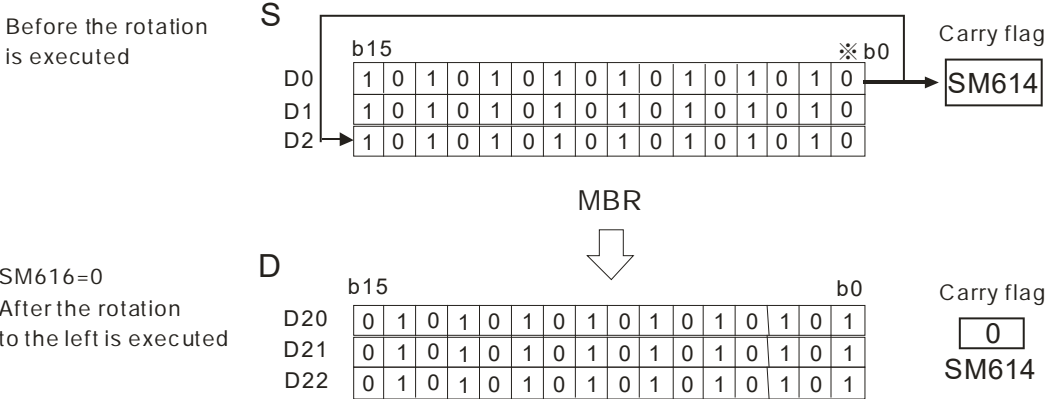 S
Before the rotation
is executed
Carry flag
b15 ※ b0
D0 1 0 1 0 1 0 1 0 1 0 1 0 1 0 1 0 SM614
D1 1 0 1 0 1 0 1 0 1 0 1 0 1 0 1 0
D2 1 0 1 0 1 0 1 0 1 0 1 0 1 0 1 0
MBR
D
SM616=0
After the rotation
to the left is executed
b15 b0
Carry flag
D20 0 1 0 1 0 1 0 1 0 1 0 1 0 1 0 1 0
D21 0 1 0 1 0 1 0 1 0 1 0 1 0 1 0 1
SM614
D22 0 1 0 1 0 1 0 1 0 1 0 1 0 1 0 1